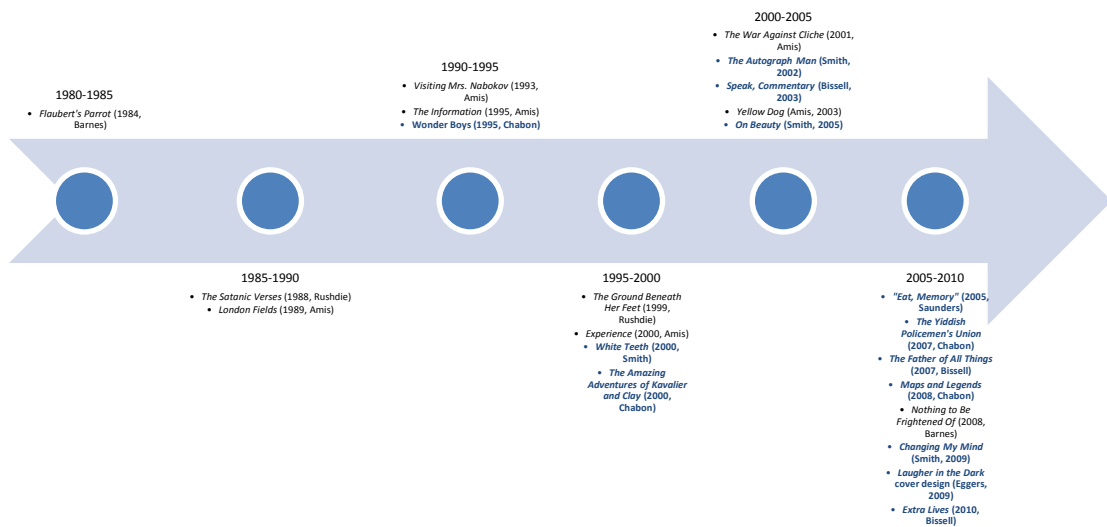 1980-1985
• Flaubert's Parrot (1984,
Barnes)
1985-1990
• The Satanic Verses (1988, Rushdie)
• London Fields (1989, Amis)
1990-1995
• Visiting Mrs. Nabokov (1993,
Amis)
• The Information (1995, Amis)
• Wonder Boys (1995, Chabon)
1995-2000
• The Ground Beneath
Her Feet (1999,
Rushdie)
• Experience (2000, Amis)
• White Teeth (2000,
Smith)
• The Amazing
Adventures of Kavalier
and Clay (2000,
Chabon)
2000-2005
• The War Against Cliche (2001,
Amis)
• The Autograph Man (Smith,
2002)
• Speak, Commentary (Bissell,
2003)
• Yellow Dog (Amis, 2003)
• On Beauty (Smith, 2005)
2005-2010
• "Eat, Memory" (2005,
Saunders)
• The Yiddish
Policemen's Union
(2007, Chabon)
• The Father of All Things
(2007, Bissell)
• Maps and Legends
(2008, Chabon)
• Nothing to Be
Frightened Of (2008,
Barnes)
• Changing My Mind
(Smith, 2009)
• Laugher in the Dark
cover design (Eggers,
2009)
• Extra Lives (2010,
Bissell)